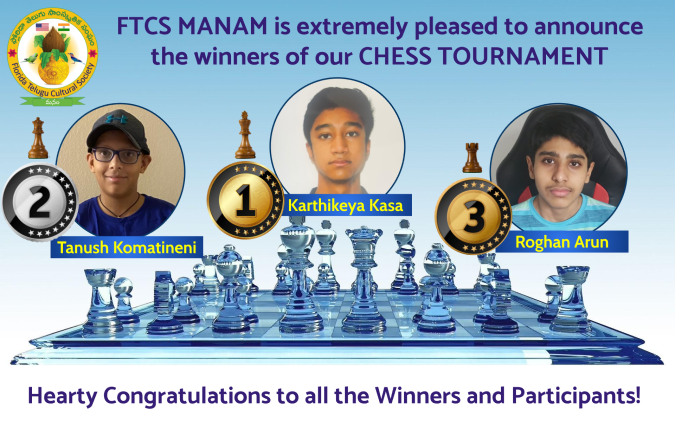 FTCS MANAM is extremely pleased to announce
the winners of our CHESS TOURNAMENT
ఫ్లోరిడా తెలుగు సాంస్కృతిక సంఘం
Florida Telugu Cultural Society
మనం
2
Tanush Komatineni
1
Karthikeya Kasa
3
Roghan Arun
Hearty Congratulations to all the Winners and Participants!